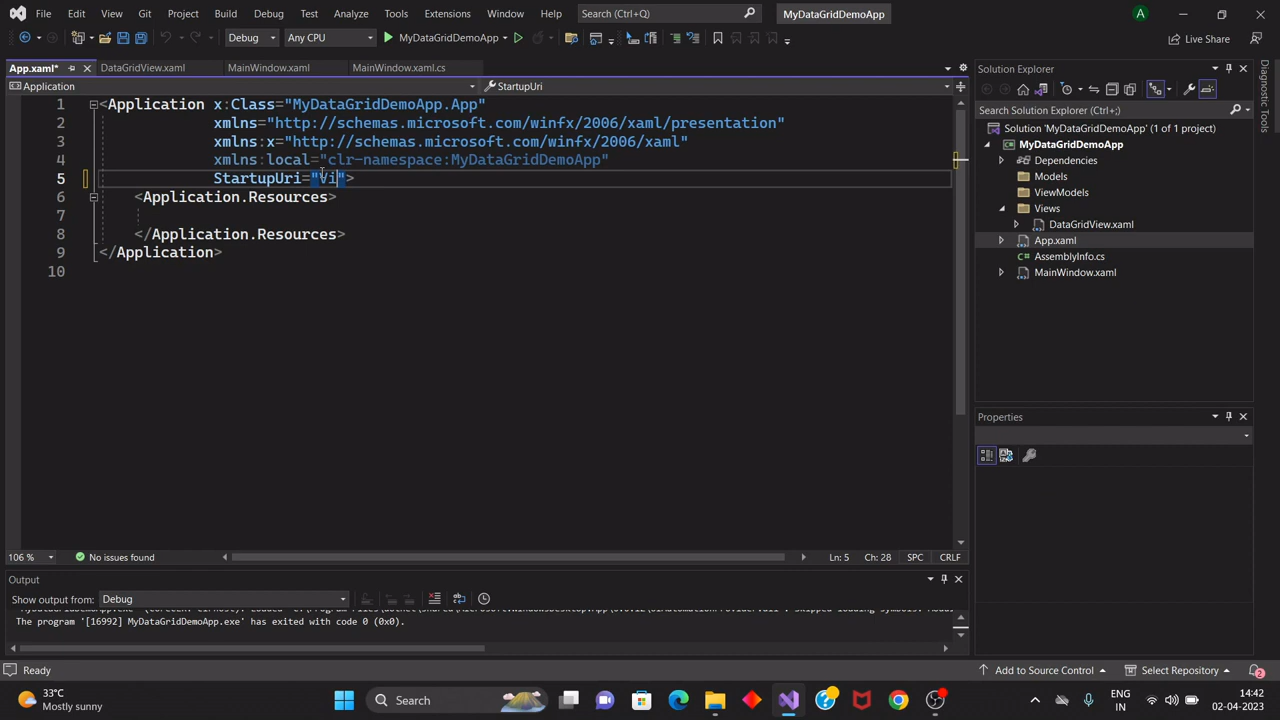 File Edit View Git Project Build Debug Test Analyze Tools Extensions Window Help Search (Ctrl+Q) MyDataGridDemoApp A
Debug Any CPU MyDataGridDemoApp Live Share
App.xaml* DataGridView.xaml MainWindow.xaml MainWindow.xaml.cs
Application StartupUri
1 <Application x:Class="MyDataGridDemoApp.App"
2 xmlns="http://schemas.microsoft.com/winfx/2006/xaml/presentation"
3 xmlns:x="http://schemas.microsoft.com/winfx/2006/xaml"
4 xmlns:local="clr-namespace:MyDataGridDemoApp"
5 StartupUri="Vi">
6 <Application.Resources>
7
8 </Application.Resources>
9 </Application>
10
106 % No issues found Ln: 5 Ch: 28 SPC CRLF
Output
Show output from: Debug
The program '[16992] MyDataGridDemoApp.exe' has exited with code 0 (0x0).
Solution Explorer
Search Solution Explorer (Ctrl+;)
Solution 'MyDataGridDemoApp' (1 of 1 project)
MyDataGridDemoApp
Dependencies
Models
ViewModels
Views
DataGridView.xaml
App.xaml
C# AssemblyInfo.cs
MainWindow.xaml
Properties
Diagnostic Tools
Ready Add to Source Control Select Repository 2
33°C
Mostly sunny
Search
ENG
IN
14:42
02-04-2023